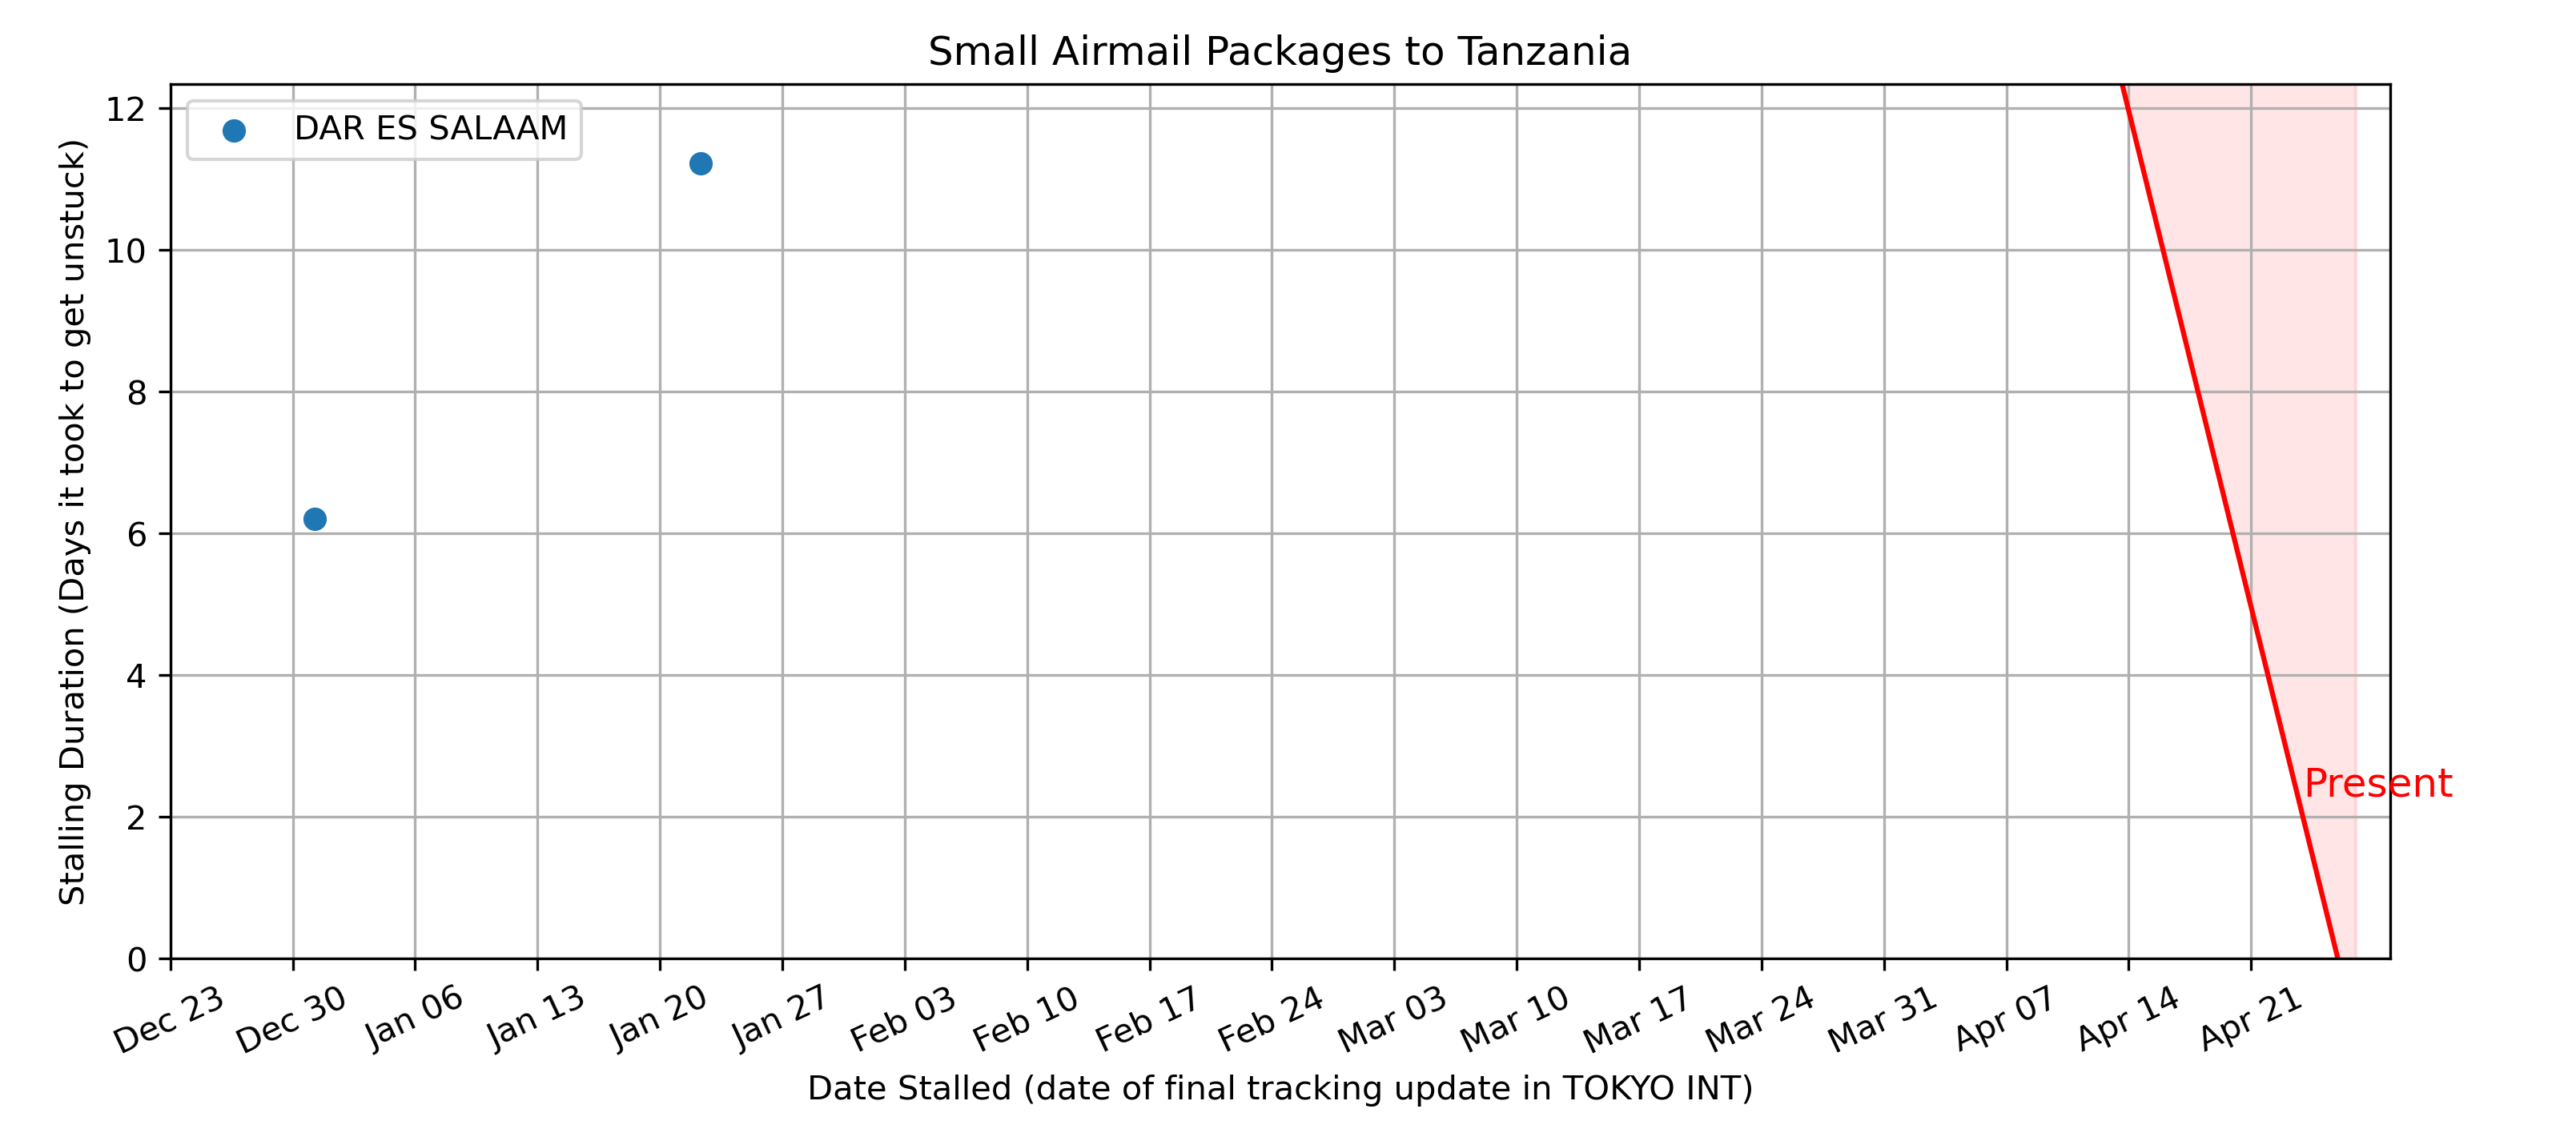 Small Airmail Packages to Tanzania
DAR ES SALAAM
Stalling Duration (Days it took to get unstuck)
12
10
8
6
4
2
0
Present
Dec 23
Dec 30
Jan 06
Jan 13
Jan 20
Jan 27
Feb 03
Feb 10
Feb 17
Feb 24
Mar 03
Mar 10
Mar 17
Mar 24
Mar 31
Apr 07
Apr 14
Apr 21
Date Stalled (date of final tracking update in TOKYO INT)